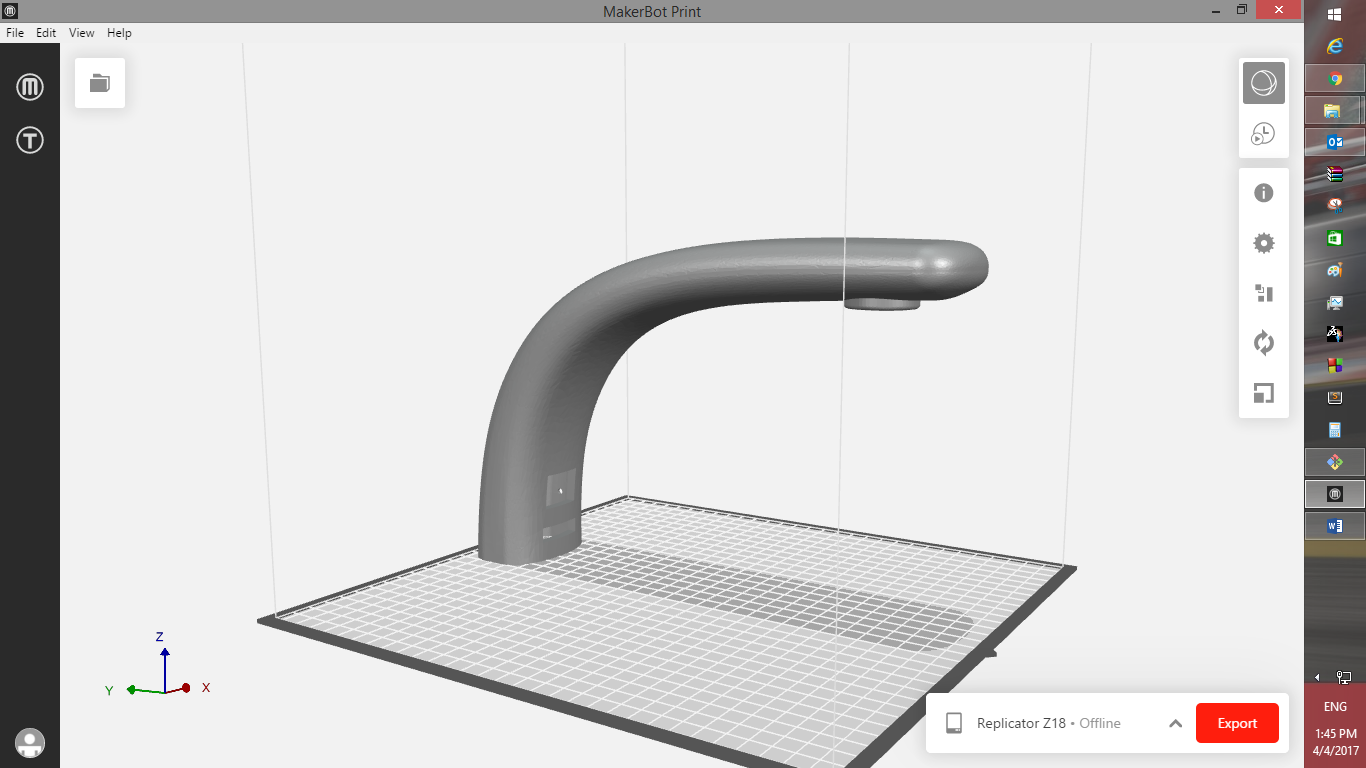 MakerBot Print
File Edit View Help
Z
Y
X
Replicator Z18 • Offline
Export
ENG
1:45 PM
4/4/2017